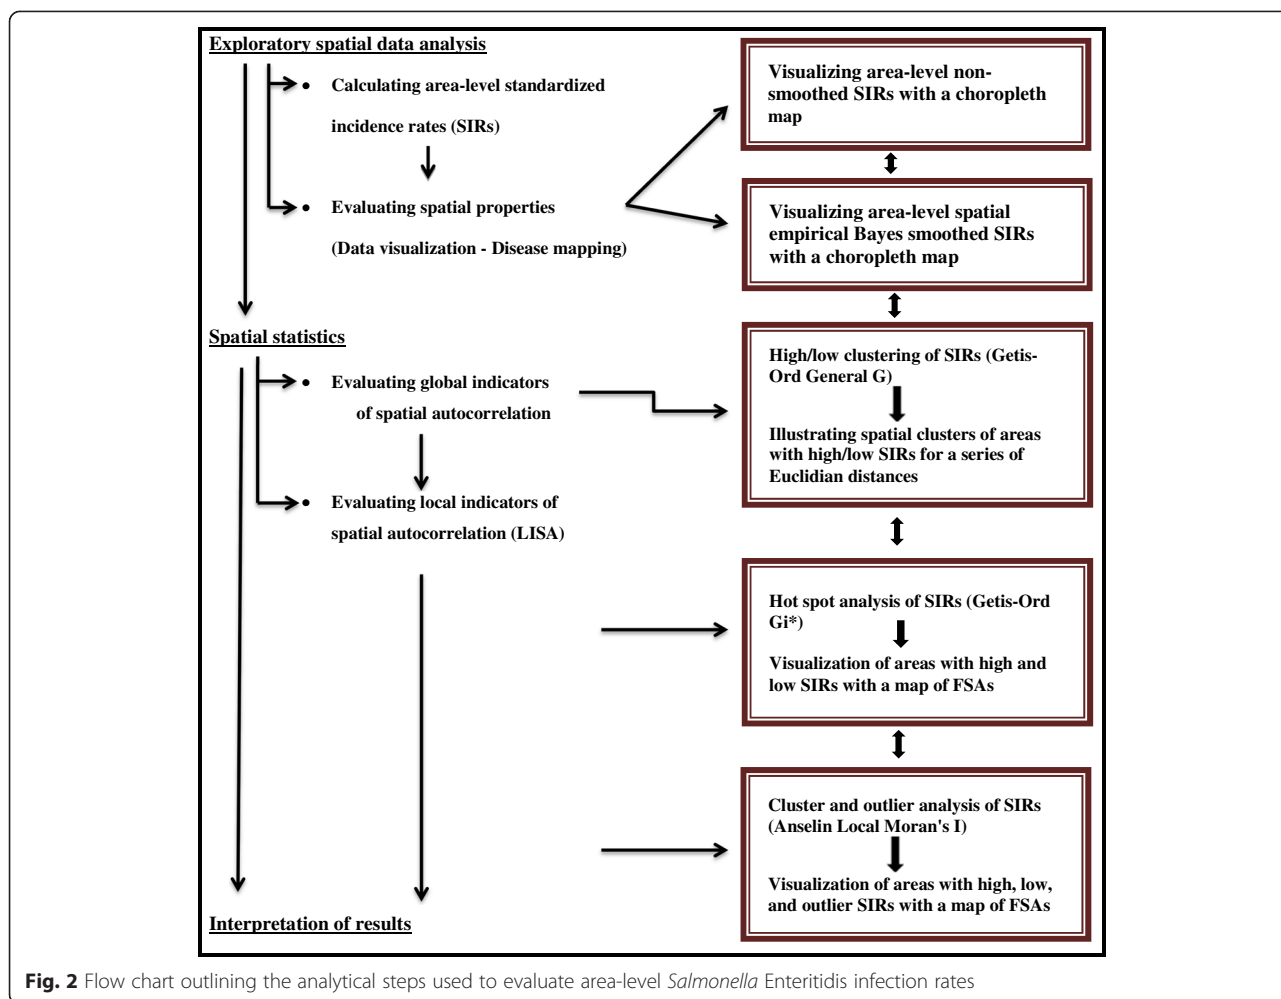 Exploratory spatial data analysis
• Calculating area-level standardized
incidence rates (SIRs)
• Evaluating spatial properties
(Data visualization - Disease mapping)
Visualizing area-level non-
smoothed SIRs with a choropleth
map
Visualizing area-level spatial
empirical Bayes smoothed SIRs
with a choropleth map
Spatial statistics
• Evaluating global indicators
of spatial autocorrelation
• Evaluating local indicators of
spatial autocorrelation (LISA)
High/low clustering of SIRs (Getis-
Ord General G)
Illustrating spatial clusters of areas
with high/low SIRs for a series of
Euclidian distances
Hot spot analysis of SIRs (Getis-Ord
Gi*)
Visualization of areas with high and
low SIRs with a map of FSAs
Cluster and outlier analysis of SIRs
(Anselin Local Moran's I)
Visualization of areas with high, low,
and outlier SIRs with a map of FSAs
Interpretation of results
Fig. 2 Flow chart outlining the analytical steps used to evaluate area-level Salmonella Enteritidis infection rates